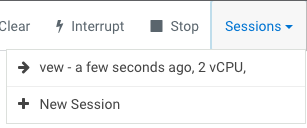 Clear Interrupt Stop Sessions
vew - a few seconds ago, 2 vCPU,
New Session